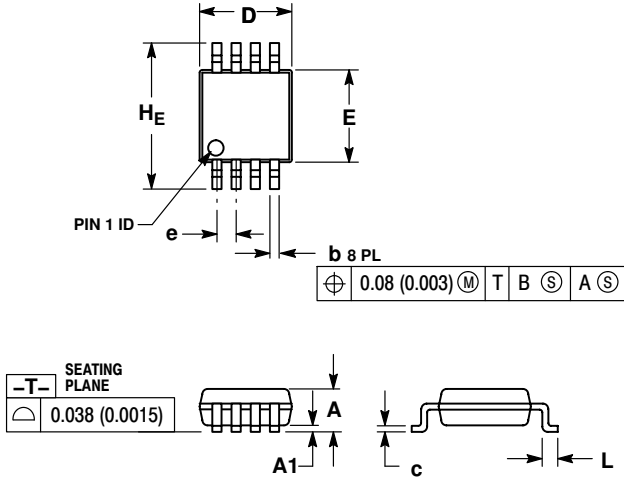 D
HE
E
PIN 1 ID
e
b 8 PL
⌖ 0.08 (0.003) Ⓜ T B Ⓢ A Ⓢ
–T– SEATING
PLANE
⌓ 0.038 (0.0015)
A
A1
c
L